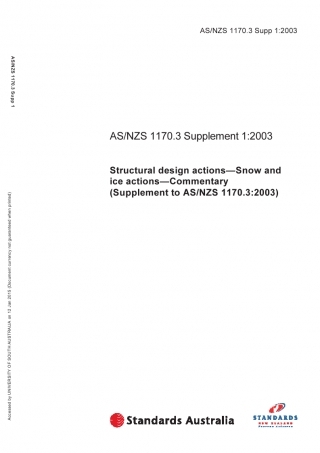 AS/NZS 1170.3 Supp 1:2003
AS/NZS 1170.3 Supp 1
AS/NZS 1170.3 Supplement 1:2003
Structural design actions—Snow and
ice actions—Commentary
(Supplement to AS/NZS 1170.3:2003)
Accessed by UNIVERSITY OF SOUTH AUSTRALIA on 12 Jan 2015 (Document currency not guaranteed when printed)
Standards Australia
STANDARDS
NEW ZEALAND